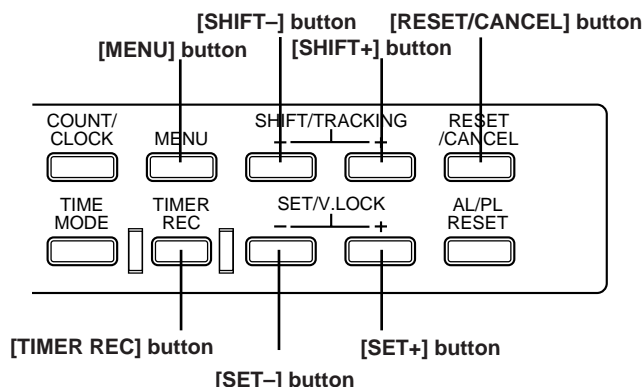 [SHIFT–] button
[RESET/CANCEL] button
[MENU] button
[SHIFT+] button
COUNT/
CLOCK
MENU
SHIFT/TRACKING
– +
RESET
/CANCEL
TIME
MODE
TIMER
REC
SET/V.LOCK
– +
AL/PL
RESET
[TIMER REC] button
[SET+] button
[SET–] button